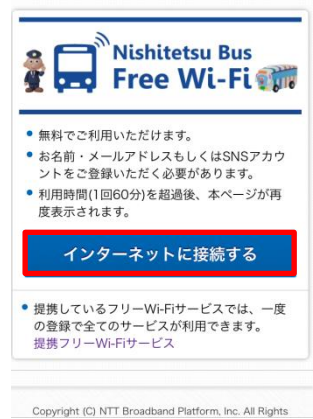 Nishitetsu Bus
Free Wi-Fi
• 無料でご利用いただけます。
• お名前・メールアドレスもしくはSNSアカウ
ントをご登録いただく必要があります。
• 利用時間(1回60分)を超過後、本ページが再
度表示されます。
インターネットに接続する
• 提携しているフリーWi-Fiサービスでは、一度
の登録で全てのサービスが利用できます。
提携フリーWi-Fiサービス
Copyright (C) NTT Broadband Platform, Inc. All Rights